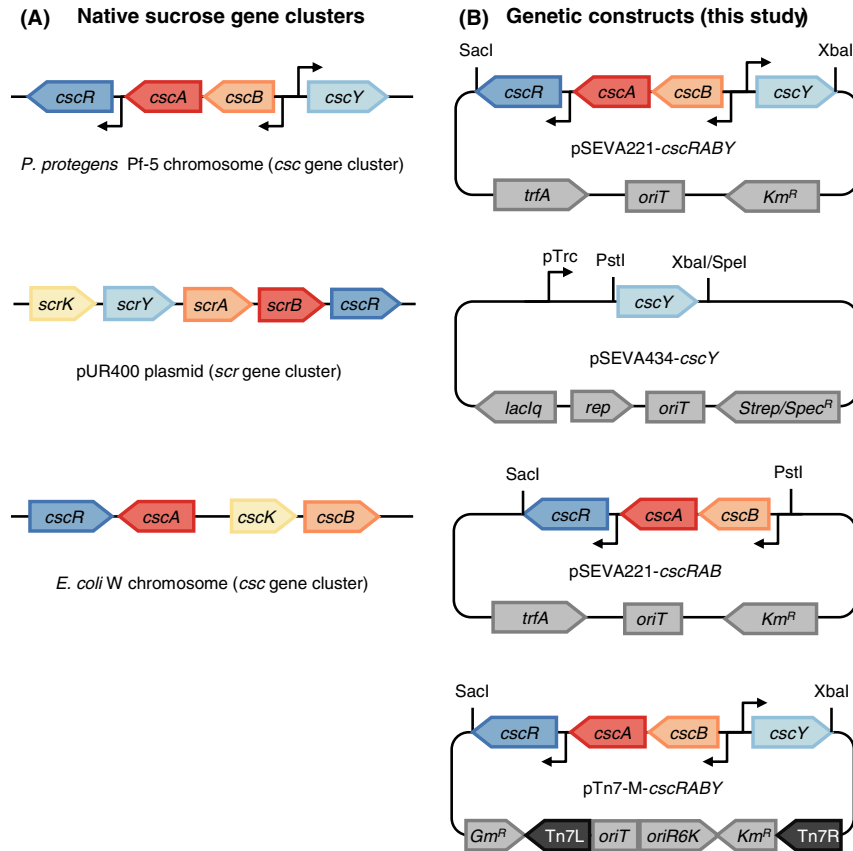 (A) Native sucrose gene clusters
cscR cscA cscB cscY
P. protegens Pf-5 chromosome (csc gene cluster)
scrK scrY scrA scrB cscR
pUR400 plasmid (scr gene cluster)
cscR cscA cscK cscB
E. coli W chromosome (csc gene cluster)
(B) Genetic constructs (this study)
SacI XbaI
cscR cscA cscB cscY
pSEVA221-cscRABY
trfA oriT KmR
pTrc PstI XbaI/SpeI
cscY
pSEVA434-cscY
lacIq rep oriT Strep/SpecR
SacI PstI
cscR cscA cscB
pSEVA221-cscRAB
trfA oriT KmR
SacI XbaI
cscR cscA cscB cscY
pTn7-M-cscRABY
GmR Tn7L oriT oriR6K KmR Tn7R